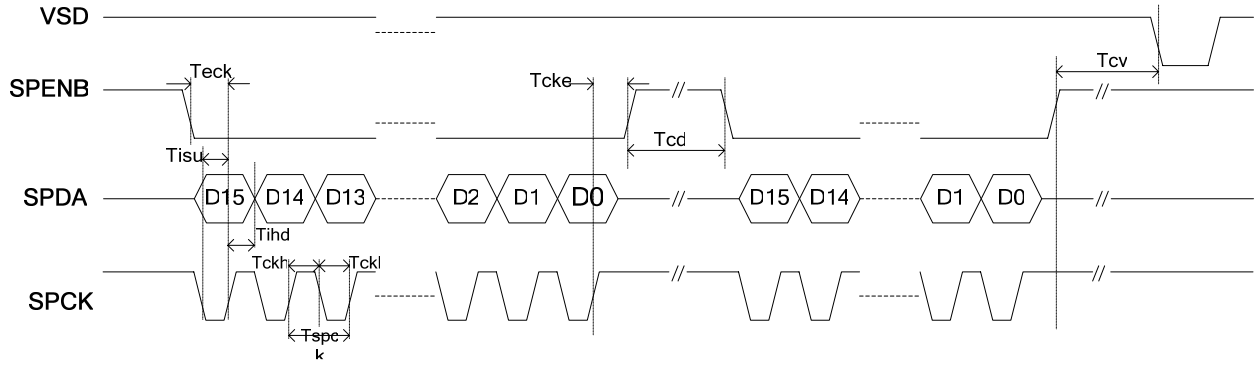 VSD
Tcv
Teck
Tcke
SPENB
Tcd
Tisu
SPDA
D15 D14 D13 D2 D1 D0 D15 D14 D1 D0
Tihd
Tckh Tckl
SPCK
Tspc
k